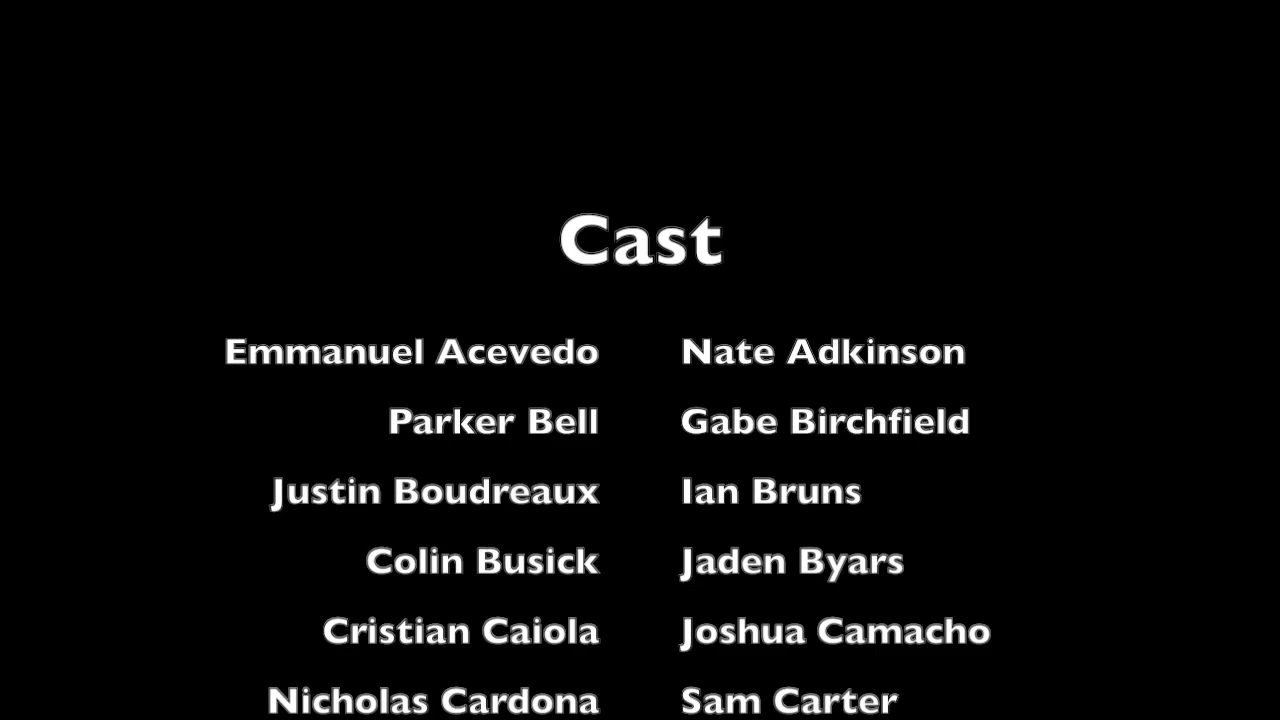 Cast
Emmanuel Acevedo Nate Adkinson
Parker Bell Gabe Birchfield
Justin Boudreaux Ian Bruns
Colin Busick Jaden Byars
Cristian Caiola Joshua Camacho
Nicholas Cardona Sam Carter